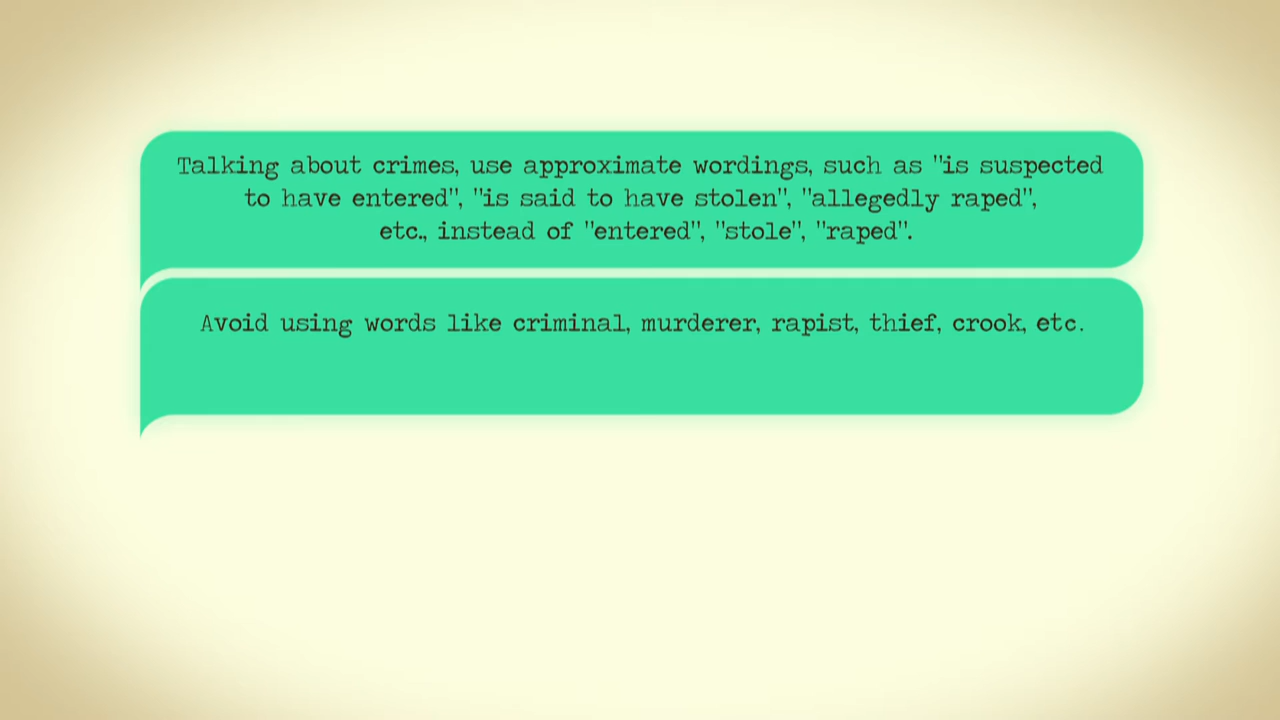 Talking about crimes, use approximate wordings, such as "is suspected
to have entered", "is said to have stolen", "allegedly raped",
etc., instead of "entered", "stole", "raped".
Avoid using words like criminal, murderer, rapist, thief, crook, etc.